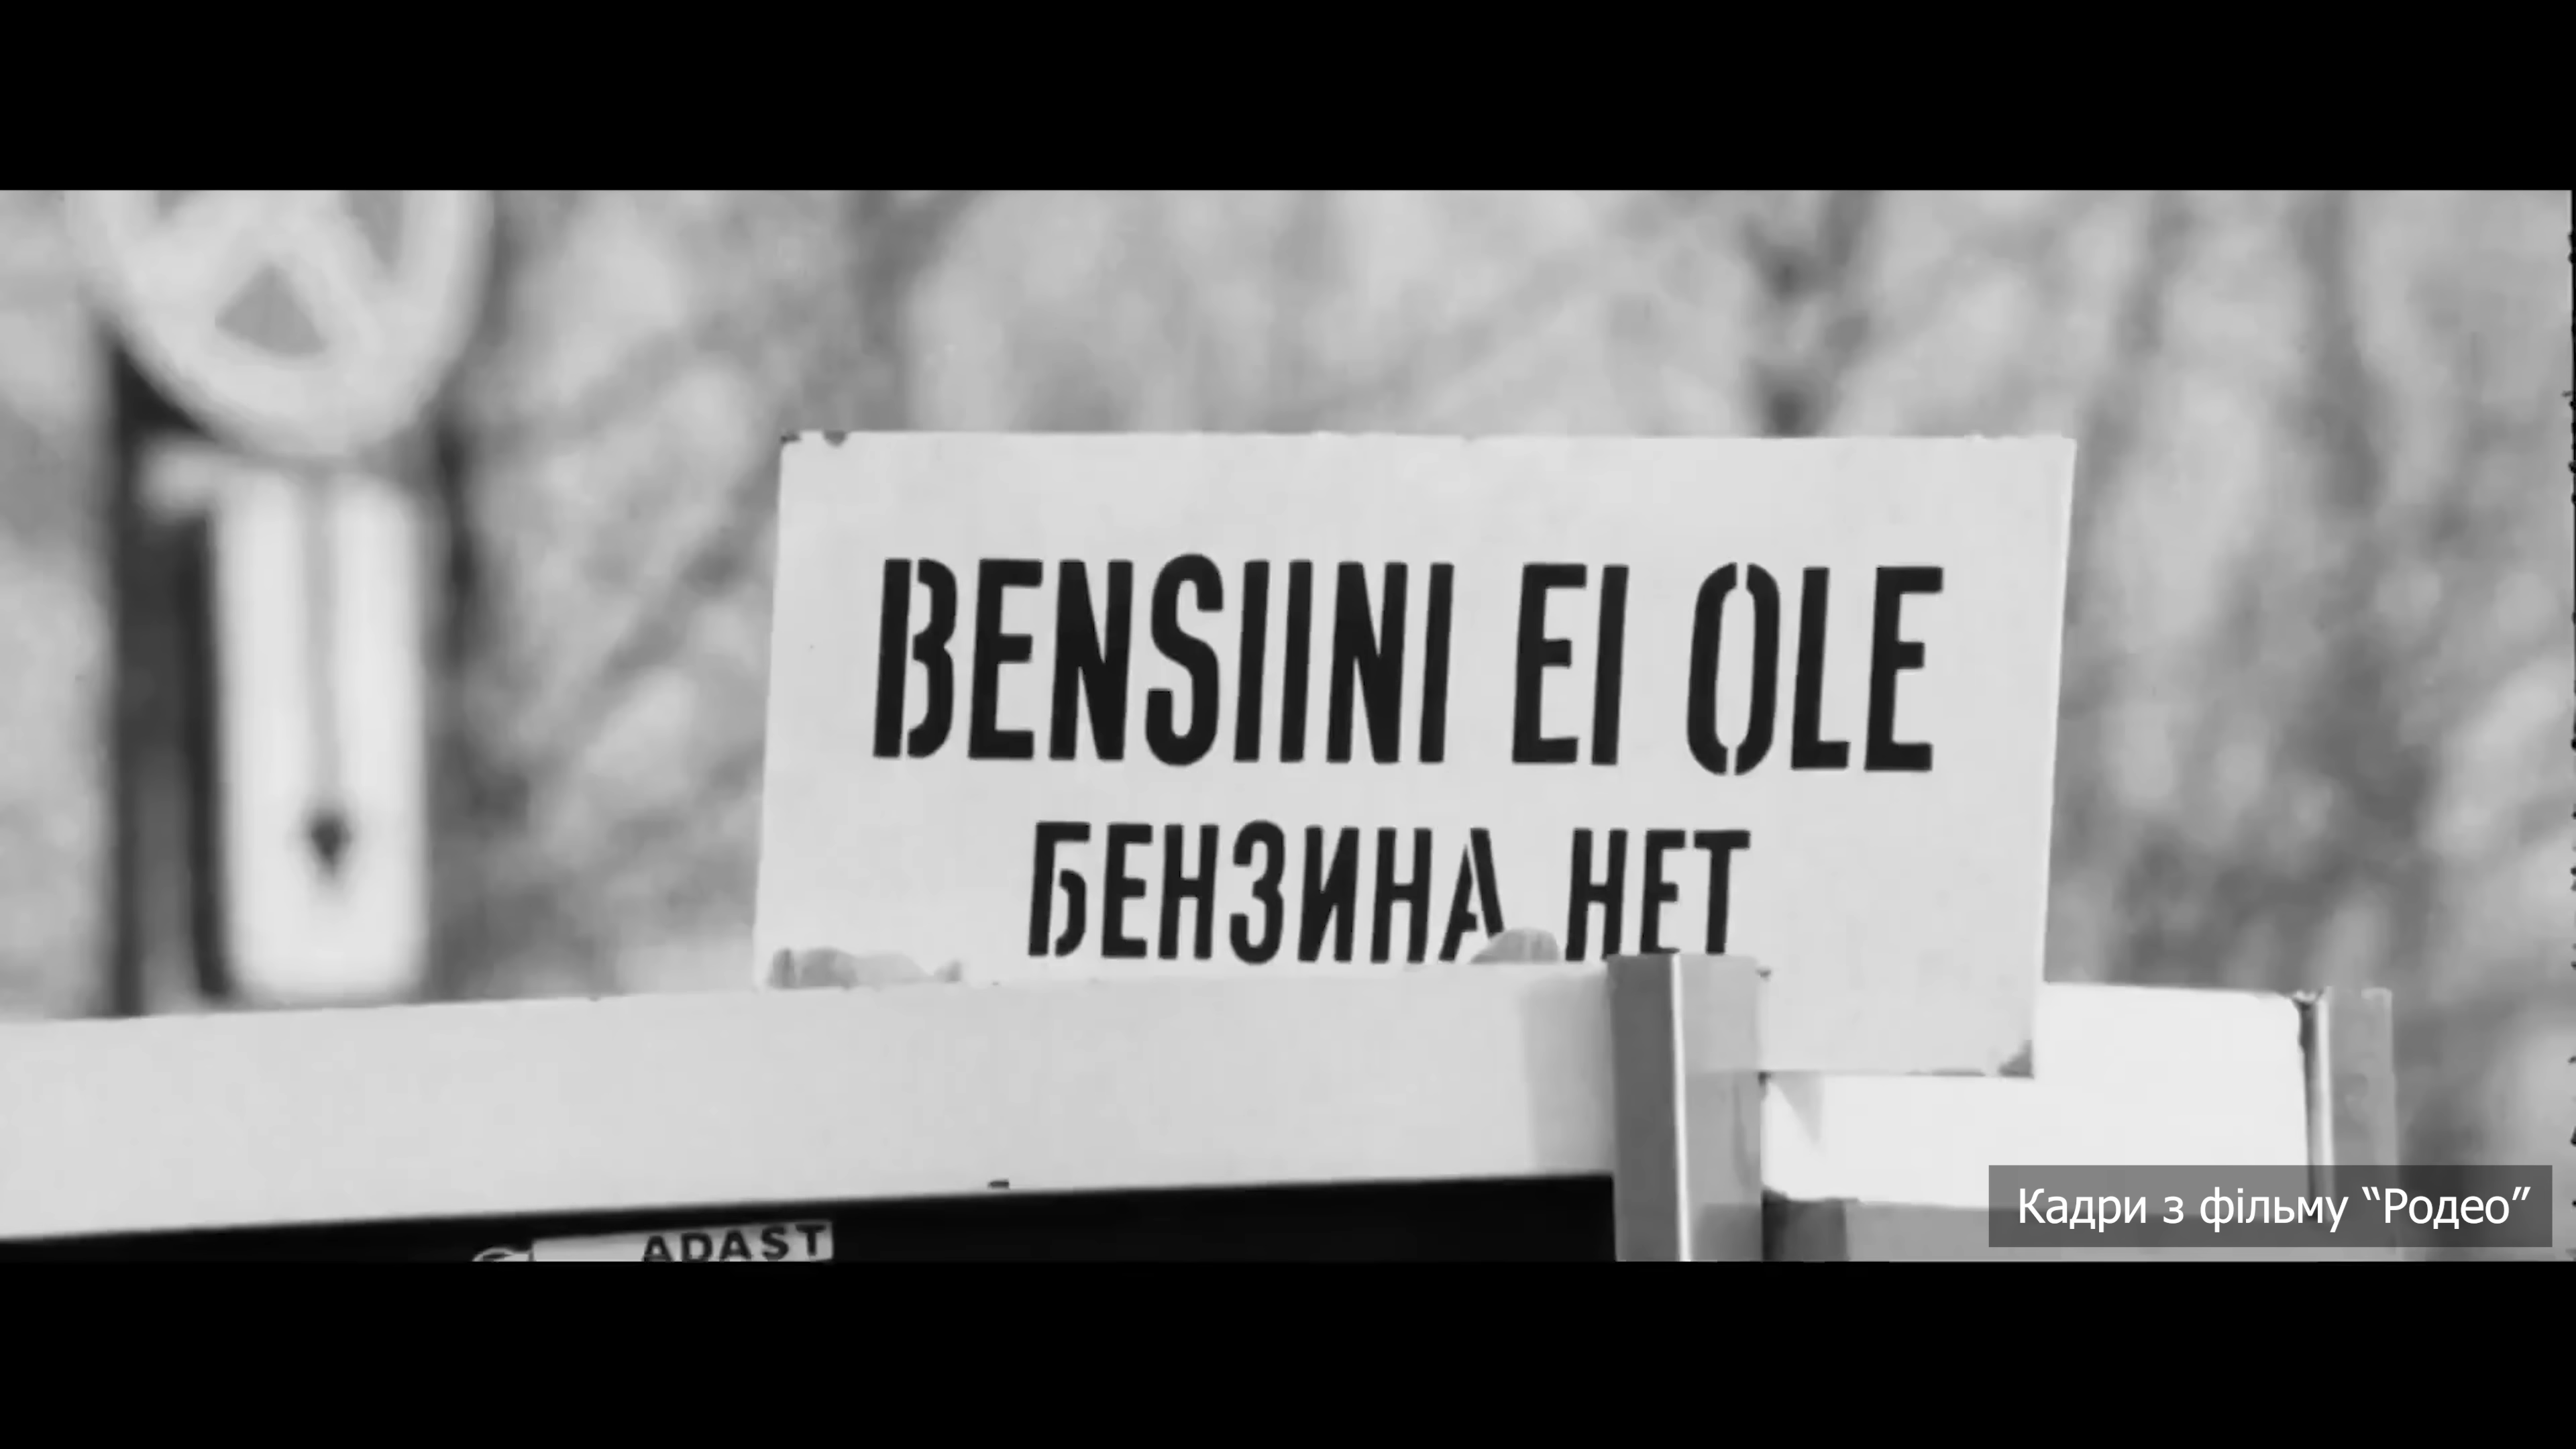 BENSIINI EI OLE
БЕНЗИНА НЕТ
ADAST
Кадри з фільму “Родео”